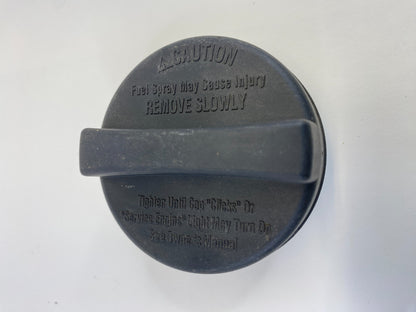 ⚠CAUTION
Fuel Spray May Cause Injury
REMOVE SLOWLY
Tighten Until Cap "Clicks" Or
"Service Engine" Light May Turn On
See Owner's Manual